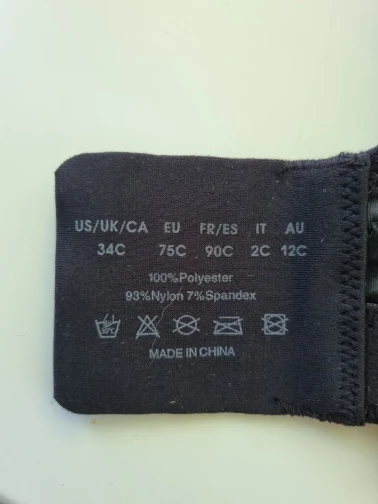 US/UK/CA EU FR/ES IT AU
34C 75C 90C 2C 12C
100%Polyester
93%Nylon 7%Spandex
MADE IN CHINA